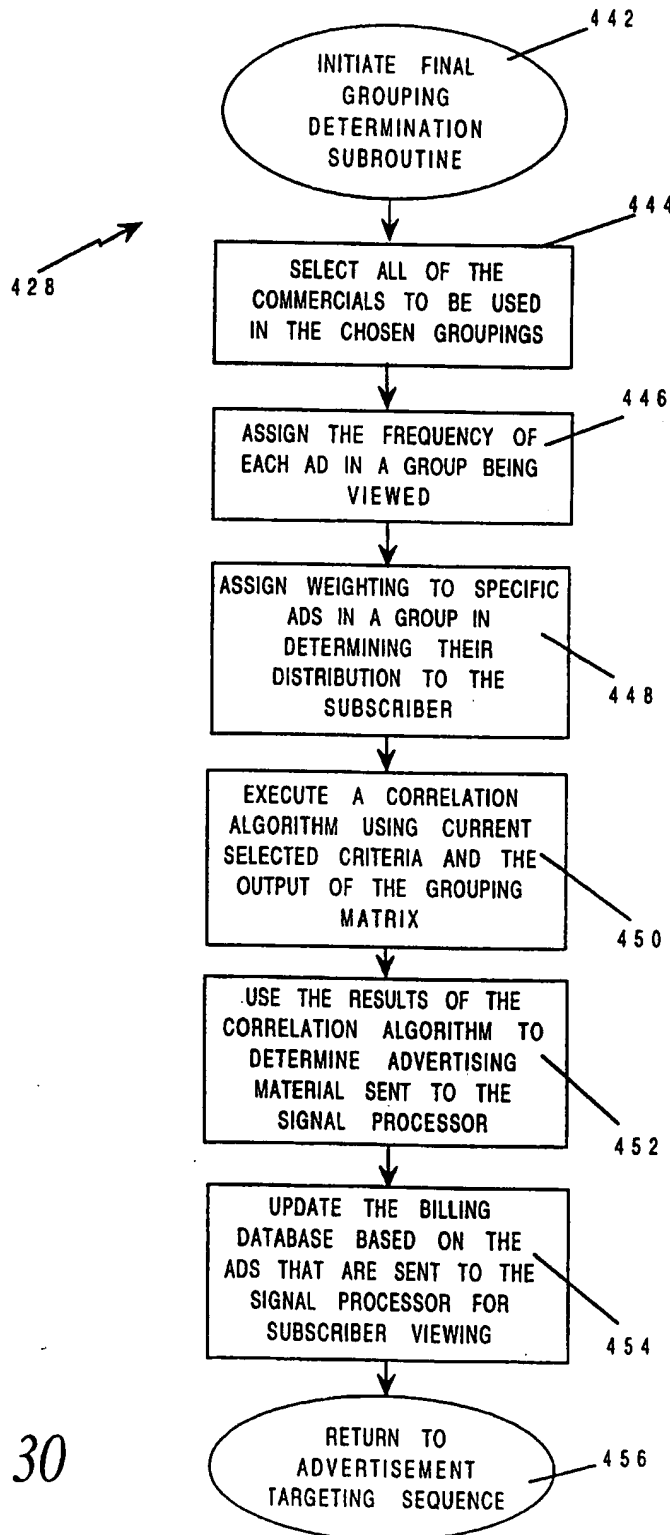 442
INITIATE FINAL
GROUPING
DETERMINATION
SUBROUTINE
428
444
SELECT ALL OF THE
COMMERCIALS TO BE USED
IN THE CHOSEN GROUPINGS
446
ASSIGN THE FREQUENCY OF
EACH AD IN A GROUP BEING
VIEWED
ASSIGN WEIGHTING TO SPECIFIC
ADS IN A GROUP IN
DETERMINING THEIR
DISTRIBUTION TO THE
SUBSCRIBER
448
EXECUTE A CORRELATION
ALGORITHM USING CURRENT
SELECTED CRITERIA AND THE
OUTPUT OF THE GROUPING
MATRIX
450
USE THE RESULTS OF THE
CORRELATION ALGORITHM TO
DETERMINE ADVERTISING
MATERIAL SENT TO THE
SIGNAL PROCESSOR
452
UPDATE THE BILLING
DATABASE BASED ON THE
ADS THAT ARE SENT TO THE
SIGNAL PROCESSOR FOR
SUBSCRIBER VIEWING
454
RETURN TO
ADVERTISEMENT
TARGETING SEQUENCE
456
30